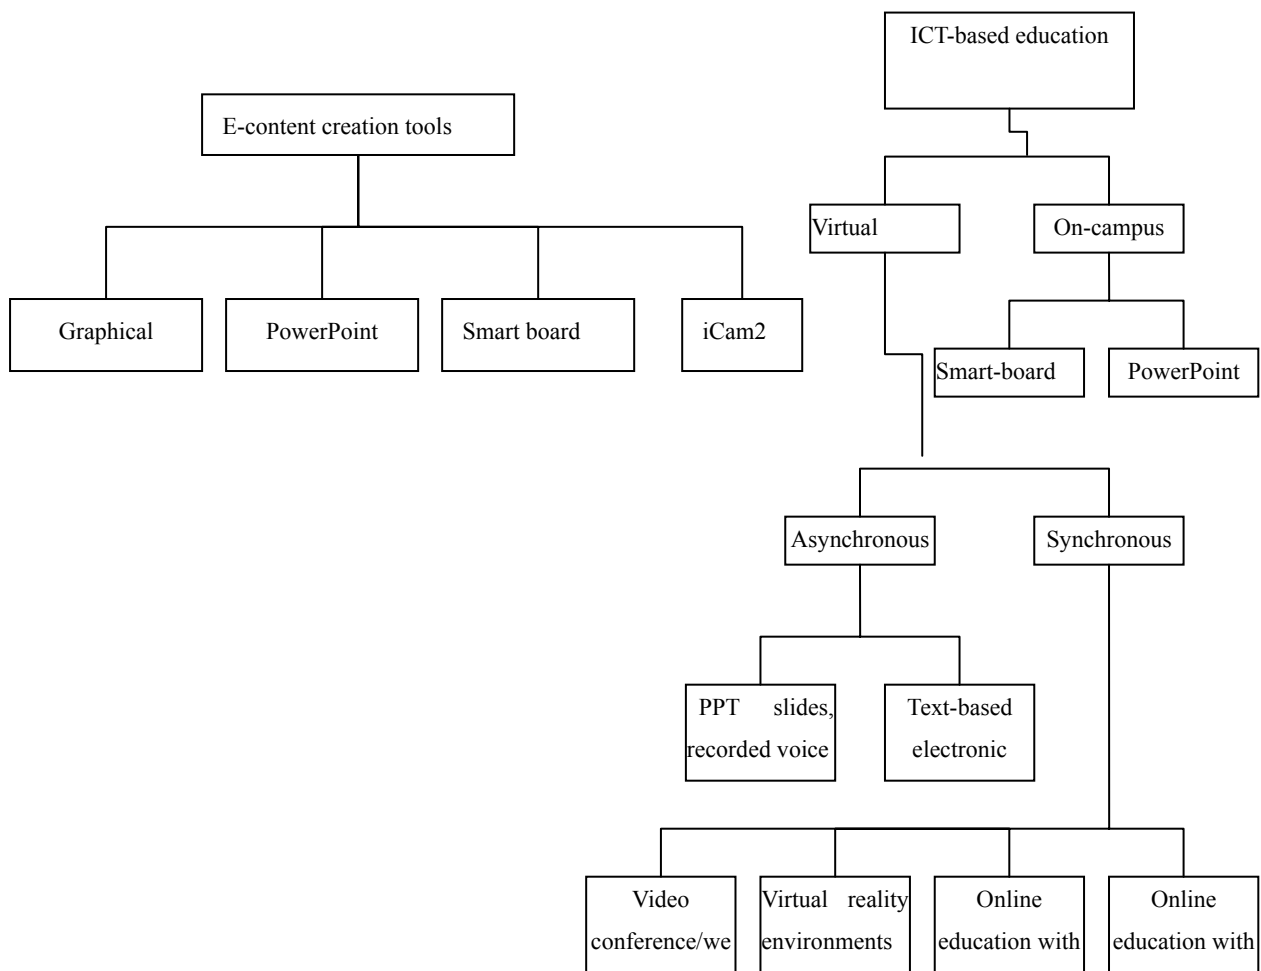 ICT-based education
E-content creation tools
Virtual
On-campus
Graphical
PowerPoint
Smart board
iCam2
Smart-board
PowerPoint
Asynchronous
Synchronous
PPT slides,
recorded voice
Text-based
electronic
Video
conference/we
Virtual reality
environments
Online
education with
Online
education with